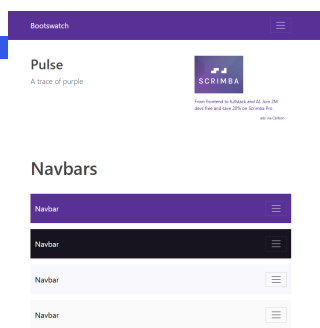 Bootswatch
Pulse
A trace of purple
SCRIMBA
From frontend to fullstack and AI. Join 2M
devs free and save 20% on Scrimba Pro
ads via Carbon
Navbars
Navbar
Navbar
Navbar
Navbar